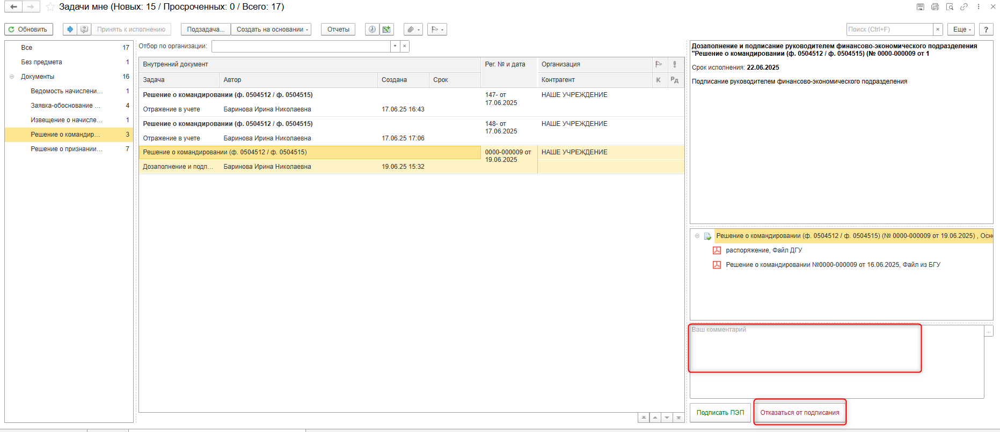 Задачи мне (Новых: 15 / Просроченных: 0 / Всего: 17)
Обновить
Принять к исполнению
Подзадача...
Создать на основании
Отчеты
Поиск (Ctrl+F)
×
Еще
?
Все 17
Без предмета 1
Документы 16
Ведомость начислени... 1
Заявка-обоснование ... 4
Извещение о начисле... 1
Решение о командир... 3
Решение о признании... 7
Отбор по организации:
×
Внутренний документ Рег. № и дата Организация
Задача Автор Создана Срок Контрагент К Рд
Решение о командировании (ф. 0504512 / ф. 0504515) 147- от НАШЕ УЧРЕЖДЕНИЕ
17.06.2025
Отражение в учете Баринова Ирина Николаевна 17.06.25 16:43
Решение о командировании (ф. 0504512 / ф. 0504515) 148- от НАШЕ УЧРЕЖДЕНИЕ
17.06.2025
Отражение в учете Баринова Ирина Николаевна 17.06.25 17:06
Решение о командировании (ф. 0504512 / ф. 0504515) 0000-000009 от НАШЕ УЧРЕЖДЕНИЕ
19.06.2025
Дозаполнение и подп... Баринова Ирина Николаевна 19.06.25 15:32
Дозаполнение и подписание руководителем финансово-экономического подразделения
"Решение о командировании (ф. 0504512 / ф. 0504515) (№ 0000-000009 от 1
Срок исполнения: 22.06.2025
Подписание руководителем финансово-экономического подразделения
Решение о командировании (ф. 0504512 / ф. 0504515) (№ 0000-000009 от 19.06.2025) , Осно
распоряжение, Файл ДГУ
Решение о командировании №0000-000009 от 16.06.2025, Файл из БГУ
Ваш комментарий
...
Подписать ПЭП
Отказаться от подписания